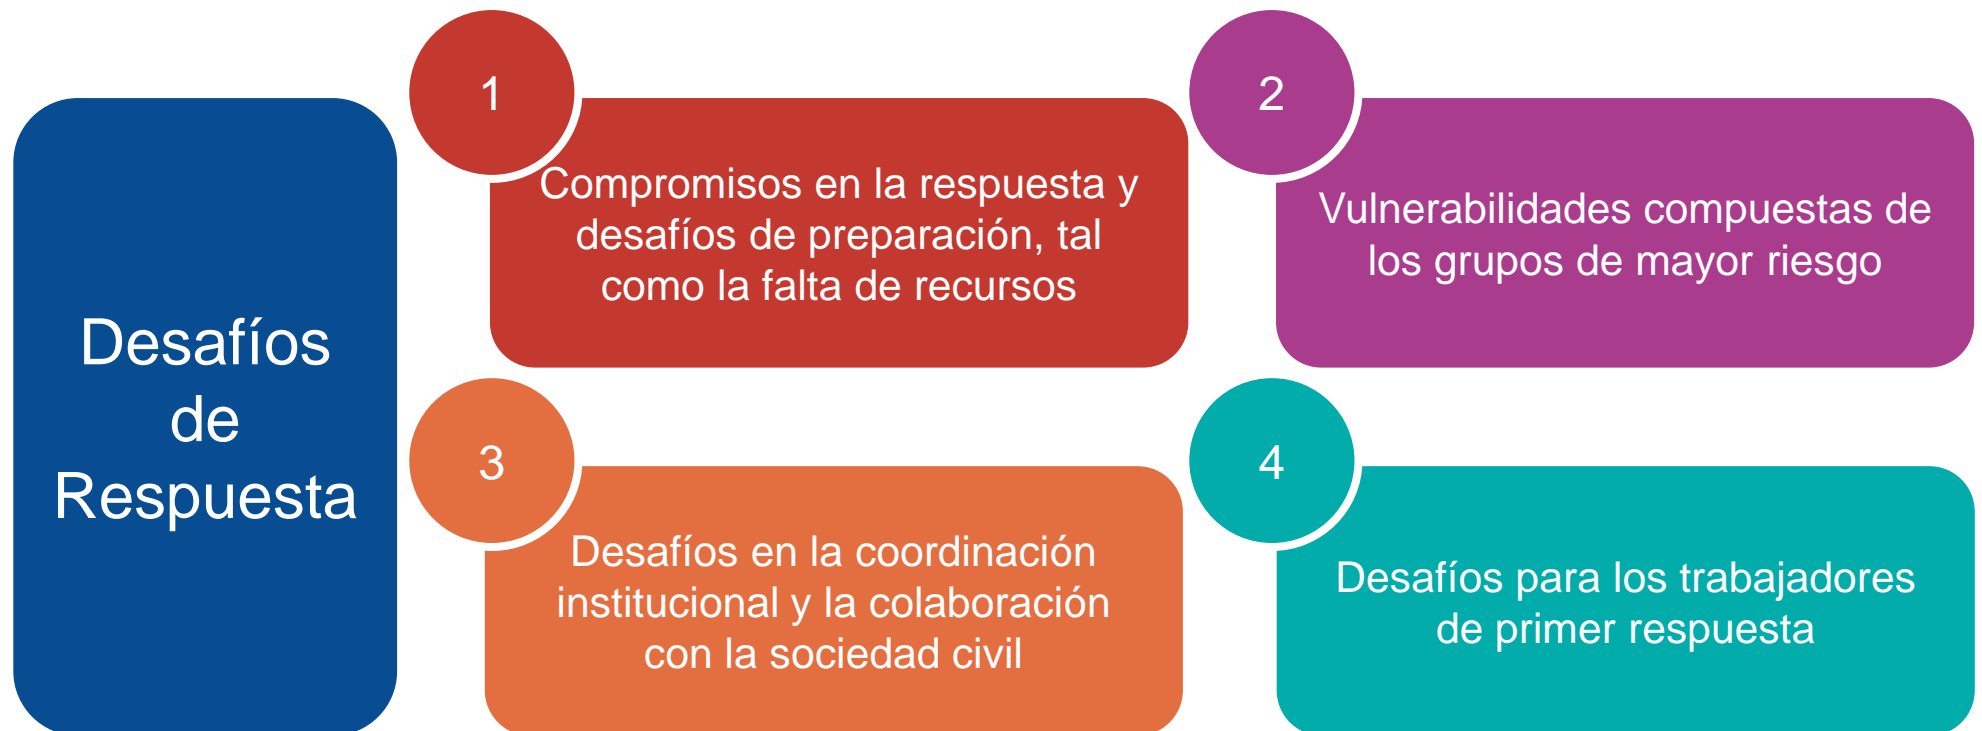 Desafíos
de
Respuesta
1
Compromisos en la respuesta y
desafíos de preparación, tal
como la falta de recursos
2
Vulnerabilidades compuestas de
los grupos de mayor riesgo
3
Desafíos en la coordinación
institucional y la colaboración
con la sociedad civil
4
Desafíos para los trabajadores
de primer respuesta